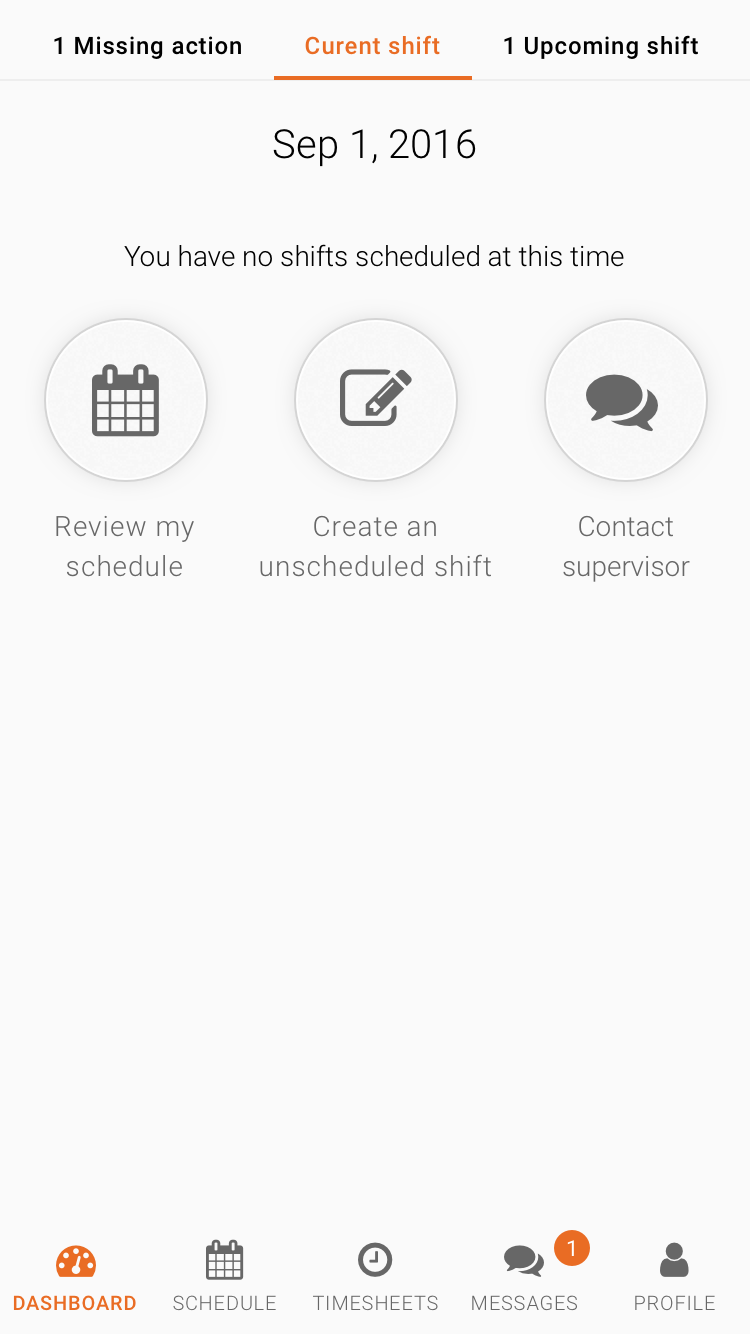 1 Missing action
Curent shift
1 Upcoming shift
Sep 1, 2016
You have no shifts scheduled at this time
Review my
schedule
Create an
unscheduled shift
Contact
supervisor
1
DASHBOARD
SCHEDULE
TIMESHEETS
MESSAGES
PROFILE